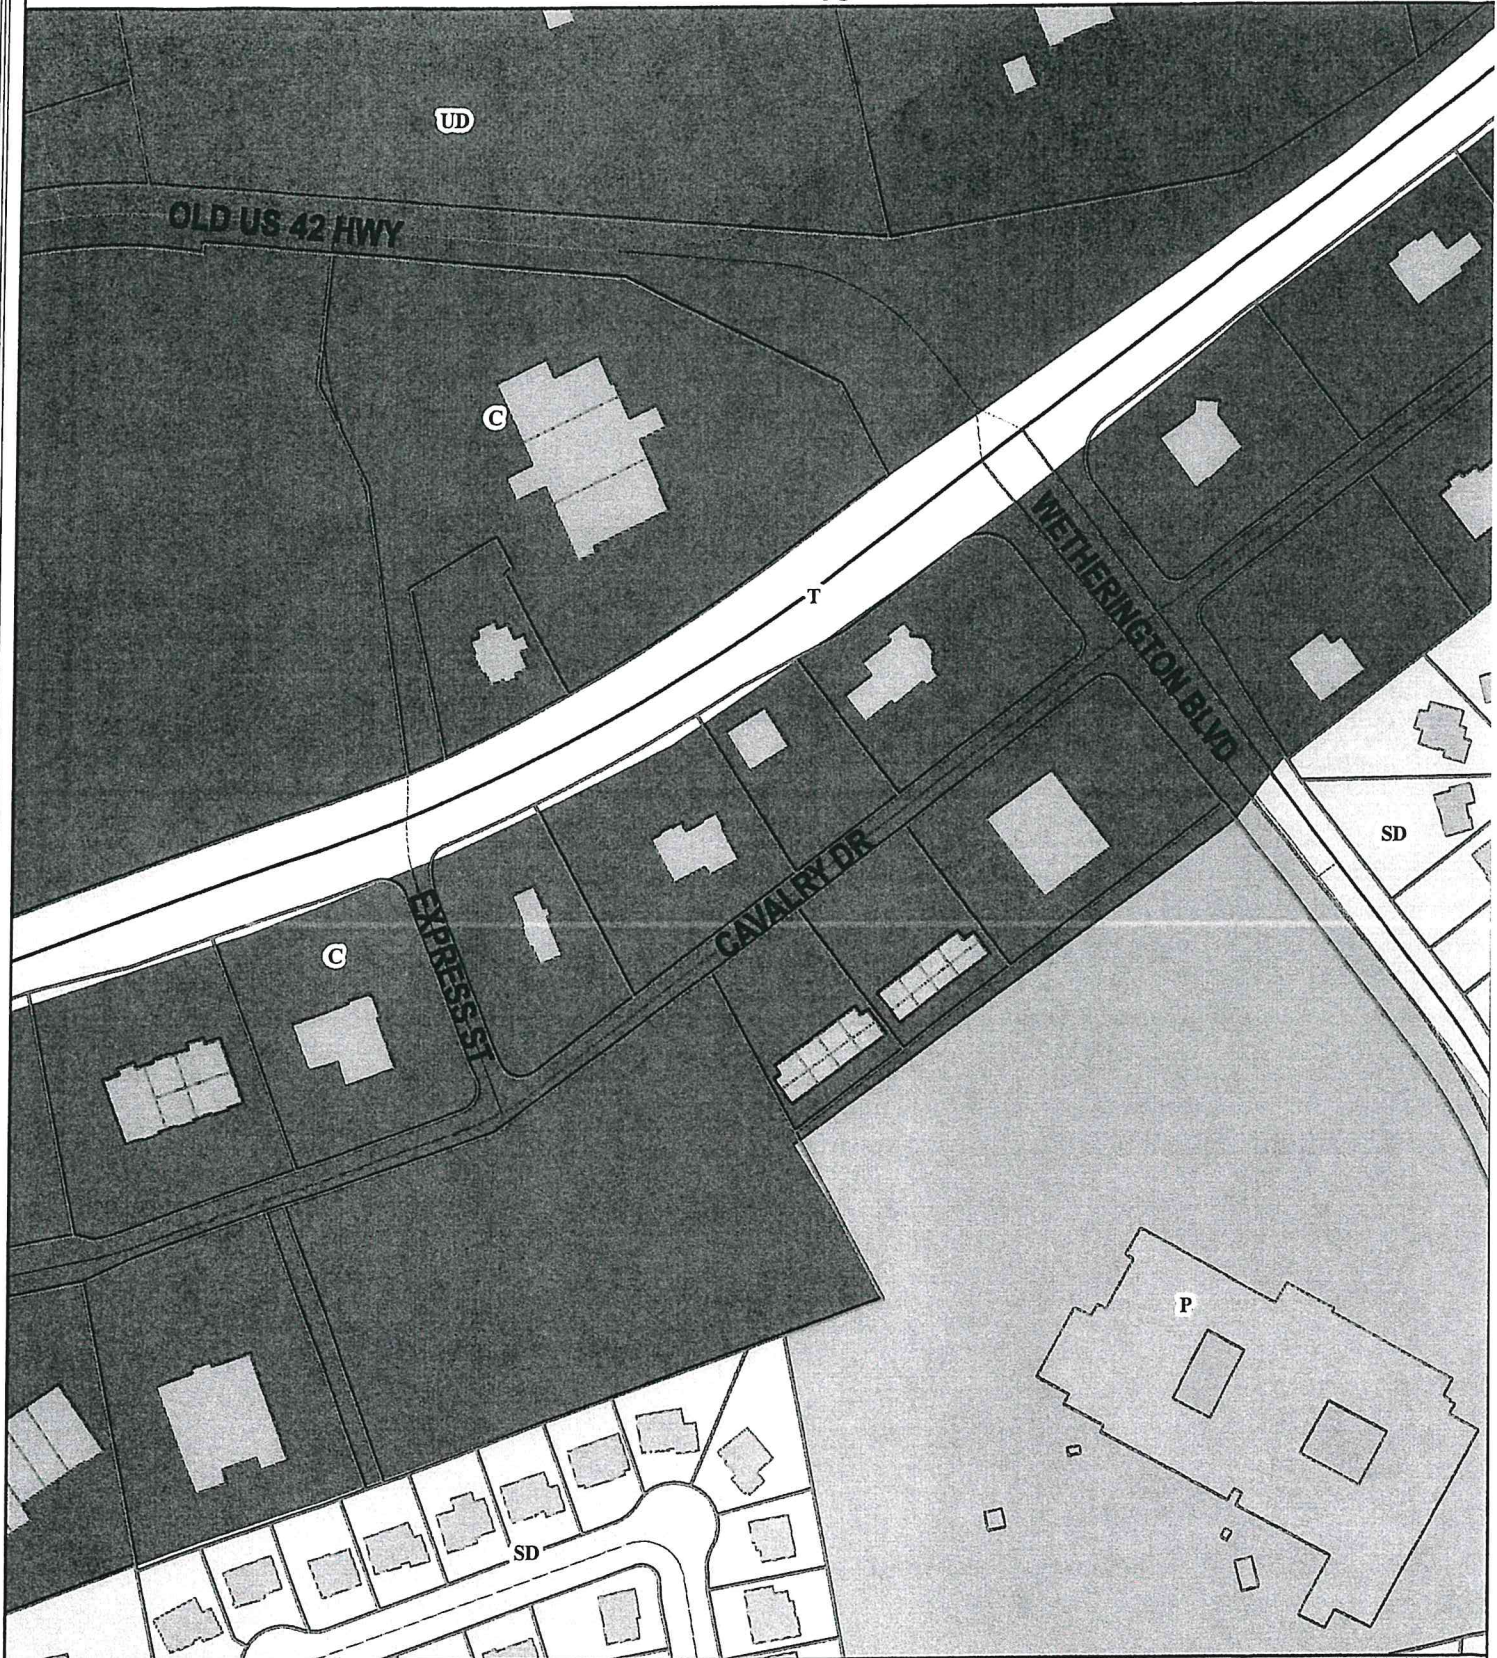 UD
OLD US 42 HWY
C
WETHERINGTON BLVD
T
SD
CAVALRY DR
EXPRESS ST
C
P
SD